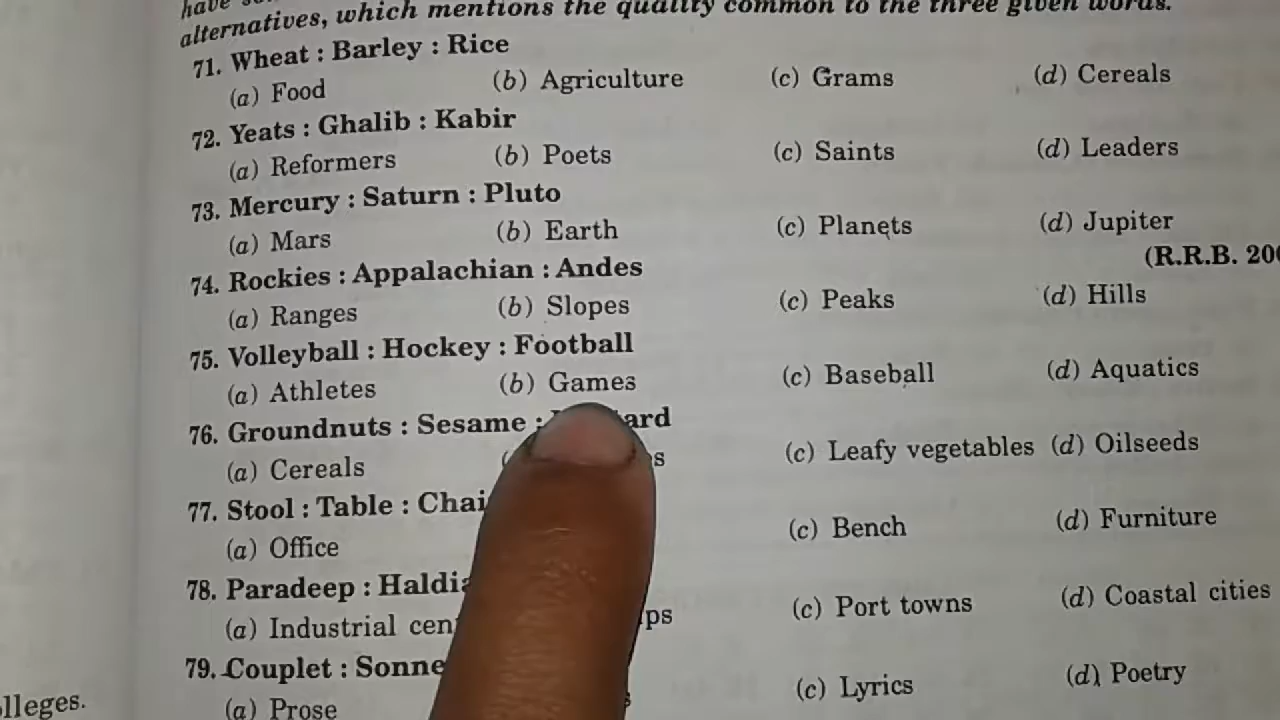 have
alternatives, which mentions the quality common to the three given words.
71. Wheat : Barley : Rice
(a) Food (b) Agriculture (c) Grams (d) Cereals
72. Yeats : Ghalib : Kabir
(a) Reformers (b) Poets (c) Saints (d) Leaders
73. Mercury : Saturn : Pluto
(a) Mars (b) Earth (c) Planets (d) Jupiter
(R.R.B. 200
74. Rockies : Appalachian : Andes
(a) Ranges (b) Slopes (c) Peaks (d) Hills
75. Volleyball : Hockey : Football
(a) Athletes (b) Games (c) Baseball (d) Aquatics
76. Groundnuts : Sesame :
(a) Cereals (c) Leafy vegetables (d) Oilseeds
77. Stool : Table :
(a) Office (c) Bench (d) Furniture
78. Paradeep :
(a) Industrial (c) Port towns (d) Coastal cities
79. Couplet :
(a) Prose (c) Lyrics (d) Poetry
lleges.